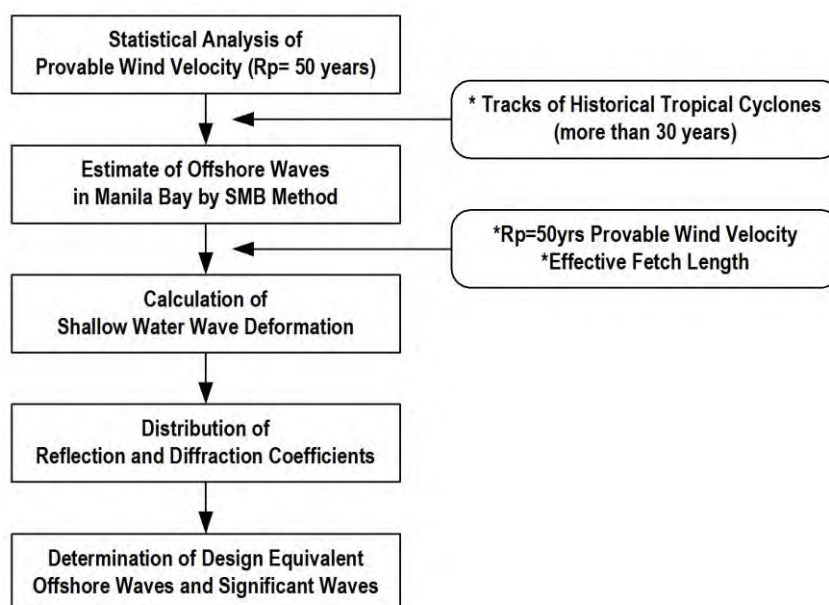 Statistical Analysis of
Provable Wind Velocity (Rp= 50 years)
* Tracks of Historical Tropical Cyclones
(more than 30 years)
Estimate of Offshore Waves
in Manila Bay by SMB Method
*Rp=50yrs Provable Wind Velocity
*Effective Fetch Length
Calculation of
Shallow Water Wave Deformation
Distribution of
Reflection and Diffraction Coefficients
Determination of Design Equivalent
Offshore Waves and Significant Waves